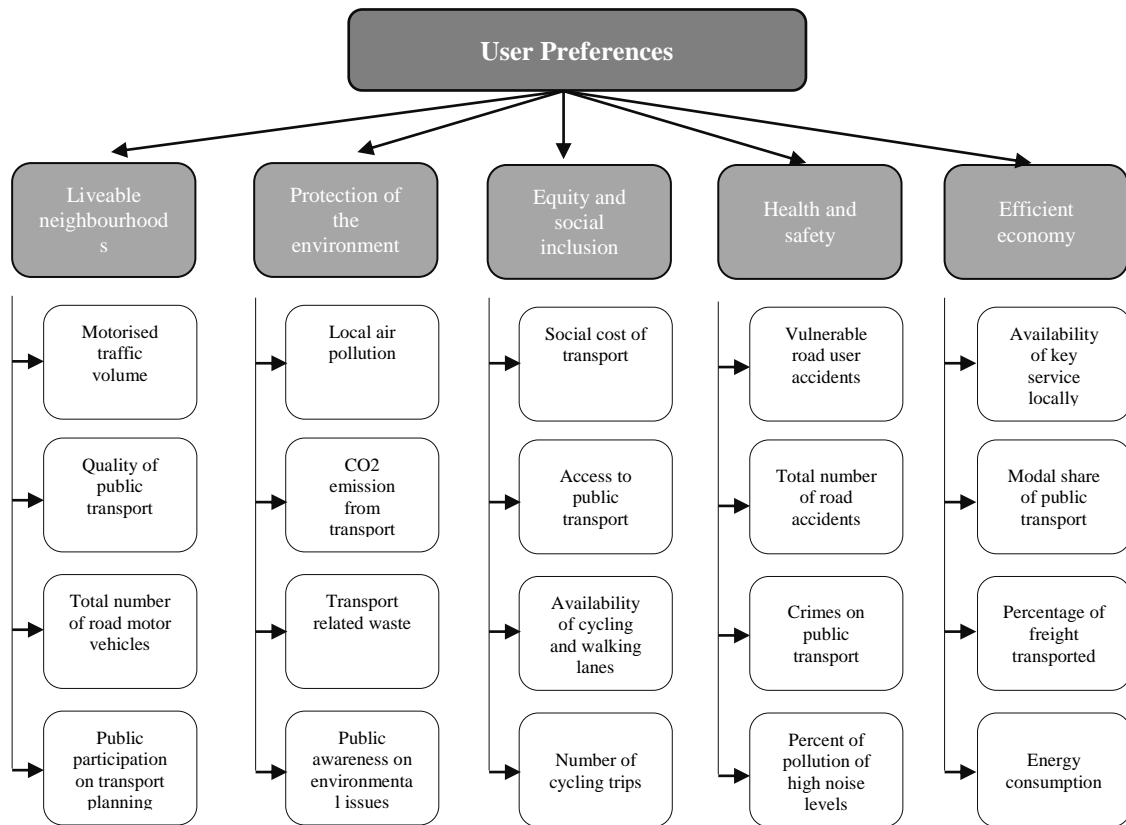 User Preferences
Liveable
neighbourhood
s
Protection of
the
environment
Equity and
social
inclusion
Health and
safety
Efficient
economy
Motorised
traffic
volume
Local air
pollution
Social cost of
transport
Vulnerable
road user
accidents
Availability
of key
service
locally
Quality of
public
transport
CO2
emission
from
transport
Access to
public
transport
Total number
of road
accidents
Modal share
of public
transport
Total number
of road motor
vehicles
Transport
related waste
Availability
of cycling
and walking
lanes
Crimes on
public
transport
Percentage of
freight
transported
Public
participation
on transport
planning
Public
awareness on
environmenta
l issues
Number of
cycling trips
Percent of
pollution of
high noise
levels
Energy
consumption